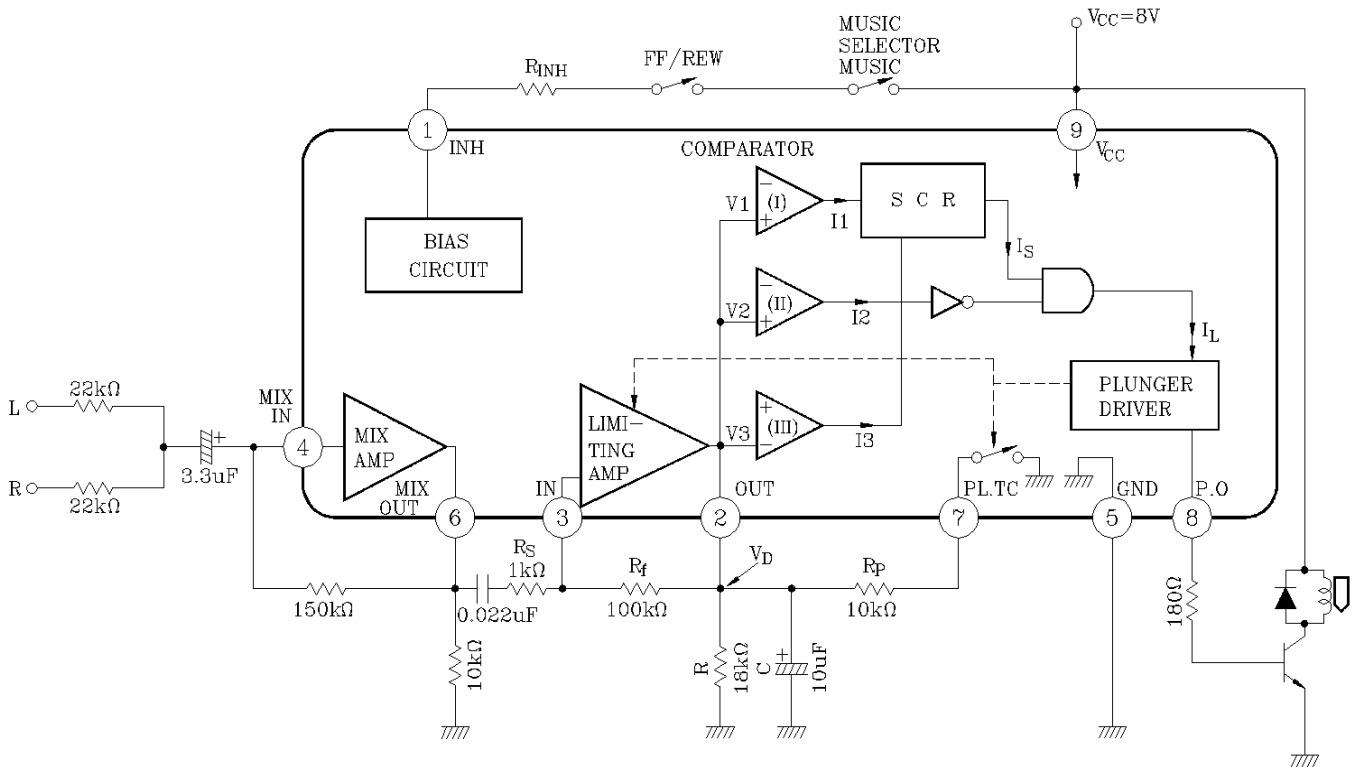 V_CC=8V
MUSIC
SELECTOR
MUSIC
FF/REW
R_INH
1
INH
9
V_CC
COMPARATOR
BIAS
CIRCUIT
V1
−
+
(I)
I1
S C R
I_S
V2
−
+
(II)
I2
I_L
V3
+
−
(III)
I3
PLUNGER
DRIVER
L
22kΩ
R
22kΩ
+
3.3uF
MIX
IN
4
MIX
AMP
MIX
OUT
6
LIMI-
TING
AMP
IN
3
OUT
2
PL.TC
7
GND
5
P.O
8
150kΩ
0.022uF
R_S
1kΩ
R_f
100kΩ
V_D
R_P
10kΩ
10kΩ
R
18kΩ
C
+
10uF
180Ω